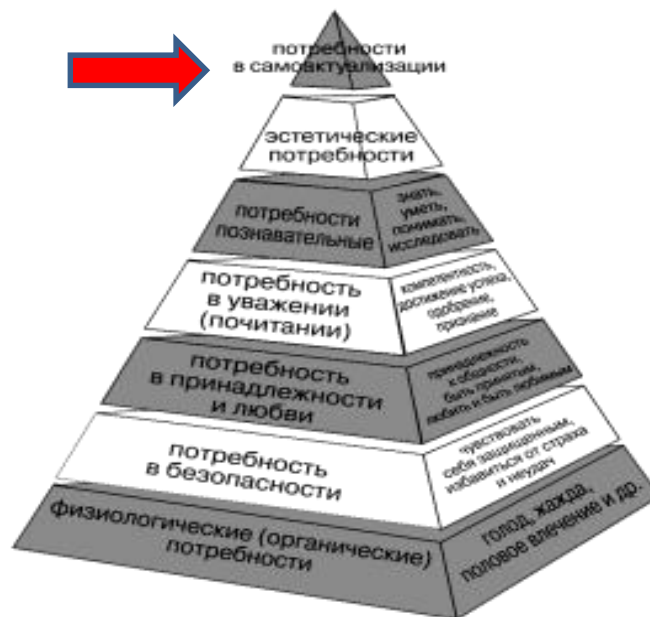 потребности
в самоактуализации
эстетические
потребности
потребности
познавательные
знать,
уметь,
понимать,
исследовать
потребность
в уважении
(почитании)
компетентность,
достижение успеха,
одобрение,
признание
потребность
в принадлежности
и любви
принадлежность
к общности,
быть принятым,
любить и быть любимым
потребность
в безопасности
чувствовать
себя защищенным,
избавиться от страха
и неудач
физиологические (органические)
потребности
голод, жажда,
половое влечение и др.